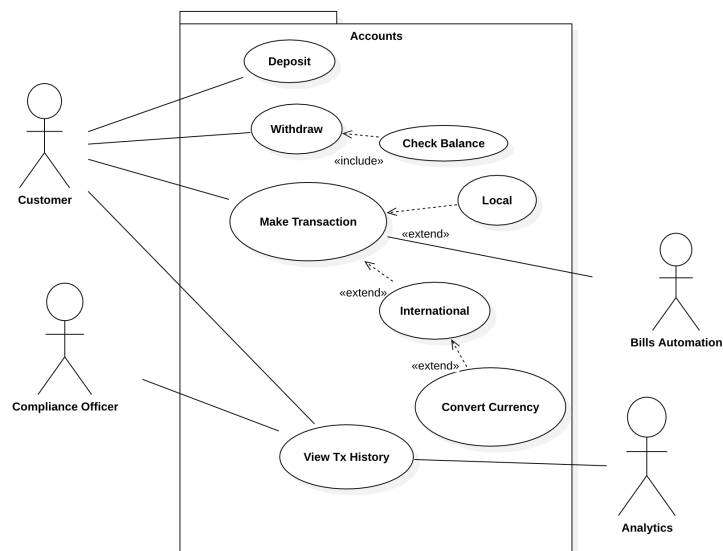 Accounts
Deposit
Withdraw
Check Balance
«include»
Customer
Local
Make Transaction
«extend»
«extend»
International
Bills Automation
«extend»
Compliance Officer
Convert Currency
View Tx History
Analytics